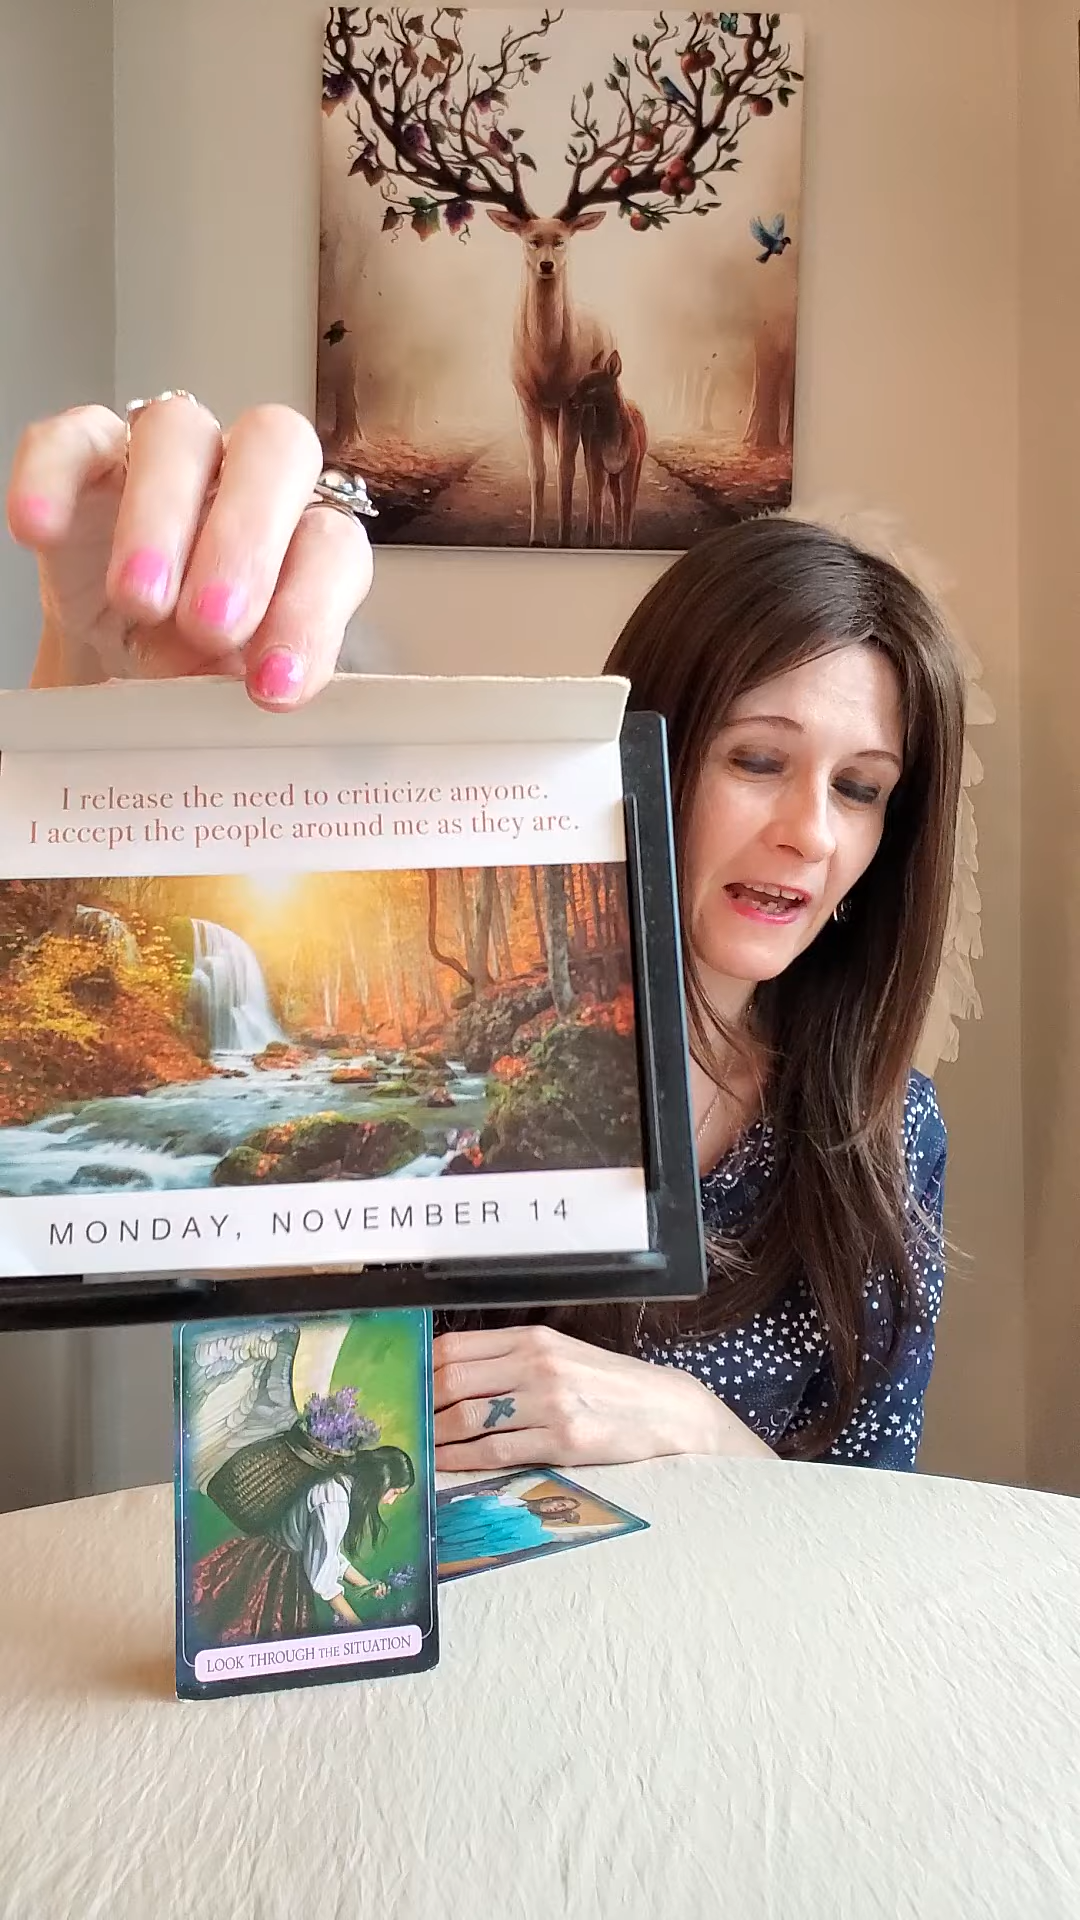 I release the need to criticize anyone.
I accept the people around me as they are.
MONDAY, NOVEMBER 14
LOOK THROUGH THE SITUATION